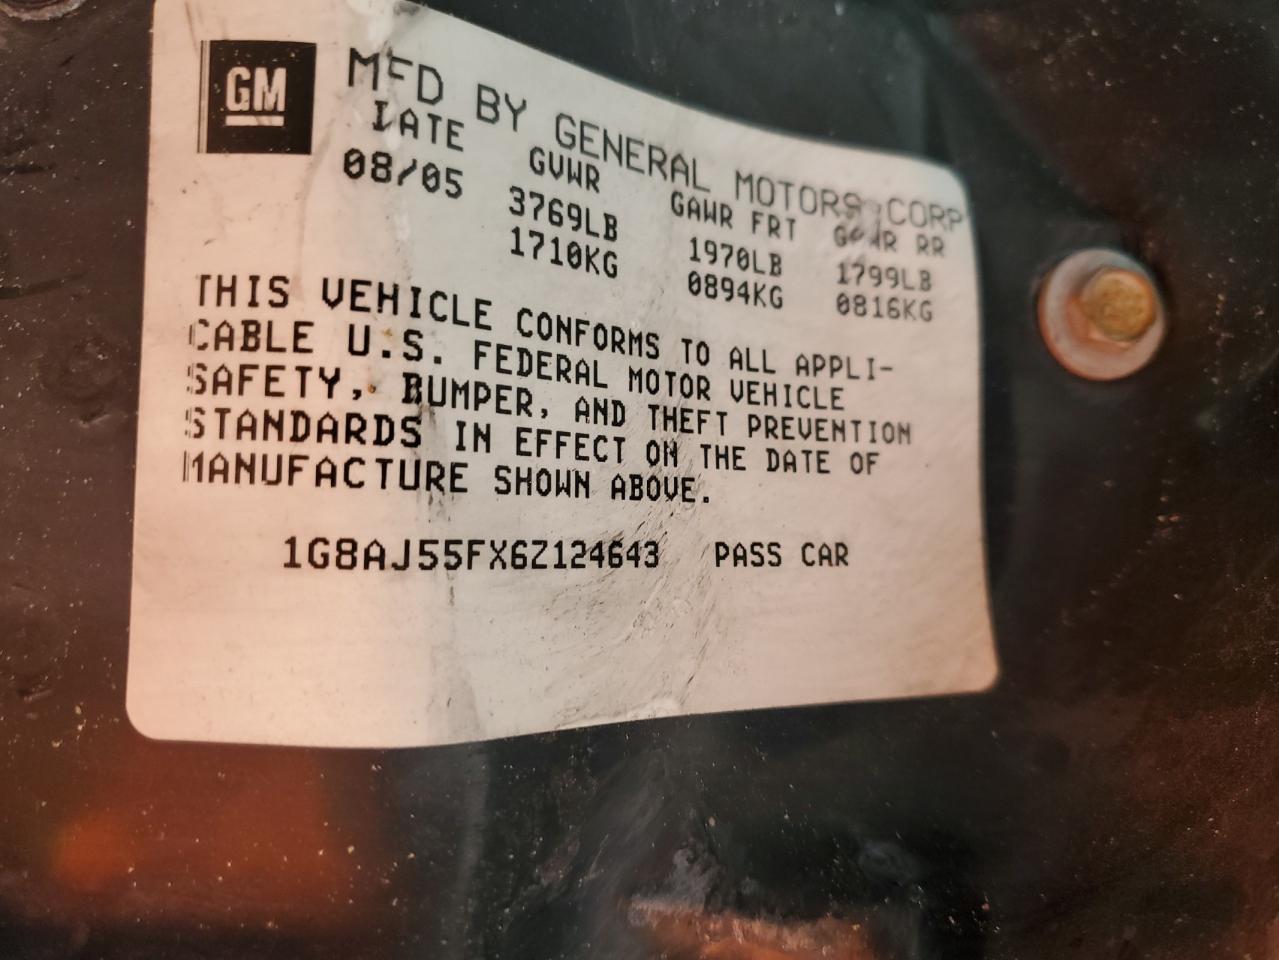 GM
MFD BY GENERAL MOTORS CORP
DATE GVWR GAWR FRT GAWR RR
08/05 3769LB 1970LB 1799LB
1710KG 0894KG 0816KG
THIS VEHICLE CONFORMS TO ALL APPLI-
CABLE U.S. FEDERAL MOTOR VEHICLE
SAFETY, BUMPER, AND THEFT PREVENTION
STANDARDS IN EFFECT ON THE DATE OF
MANUFACTURE SHOWN ABOVE.
1G8AJ55FX6Z124643 PASS CAR